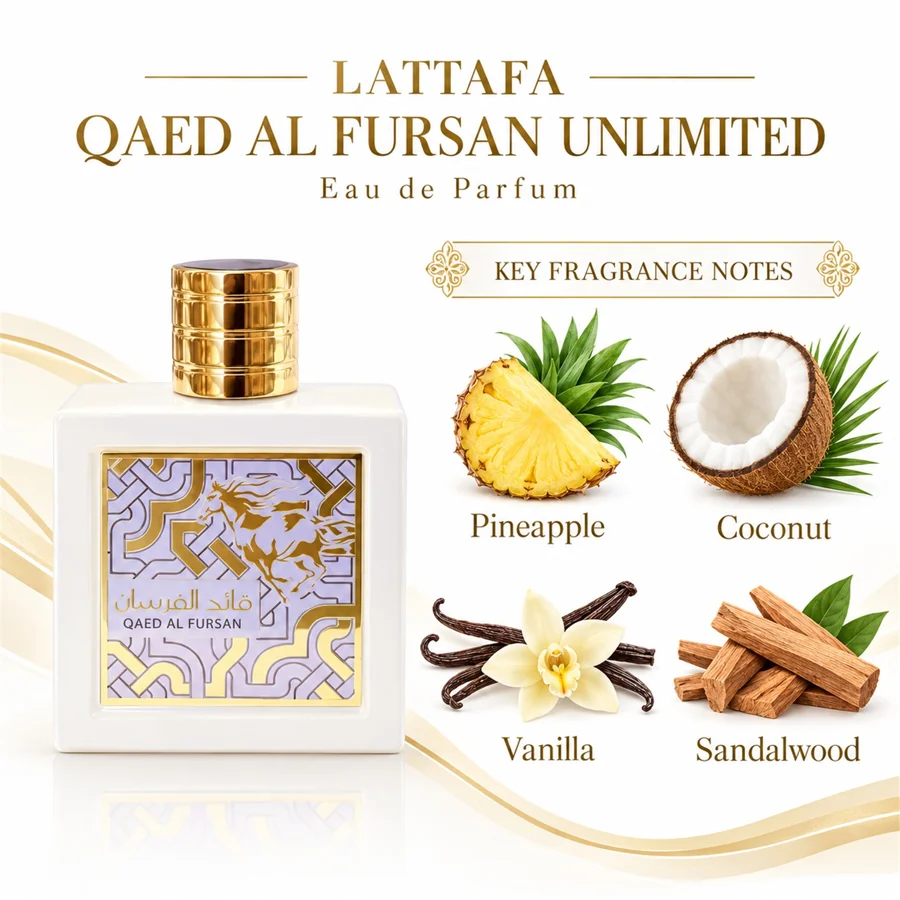 LATTAFA
QAED AL FURSAN UNLIMITED
Eau de Parfum
KEY FRAGRANCE NOTES
Pineapple
Coconut
قائد الفرسان
QAED AL FURSAN
Vanilla
Sandalwood